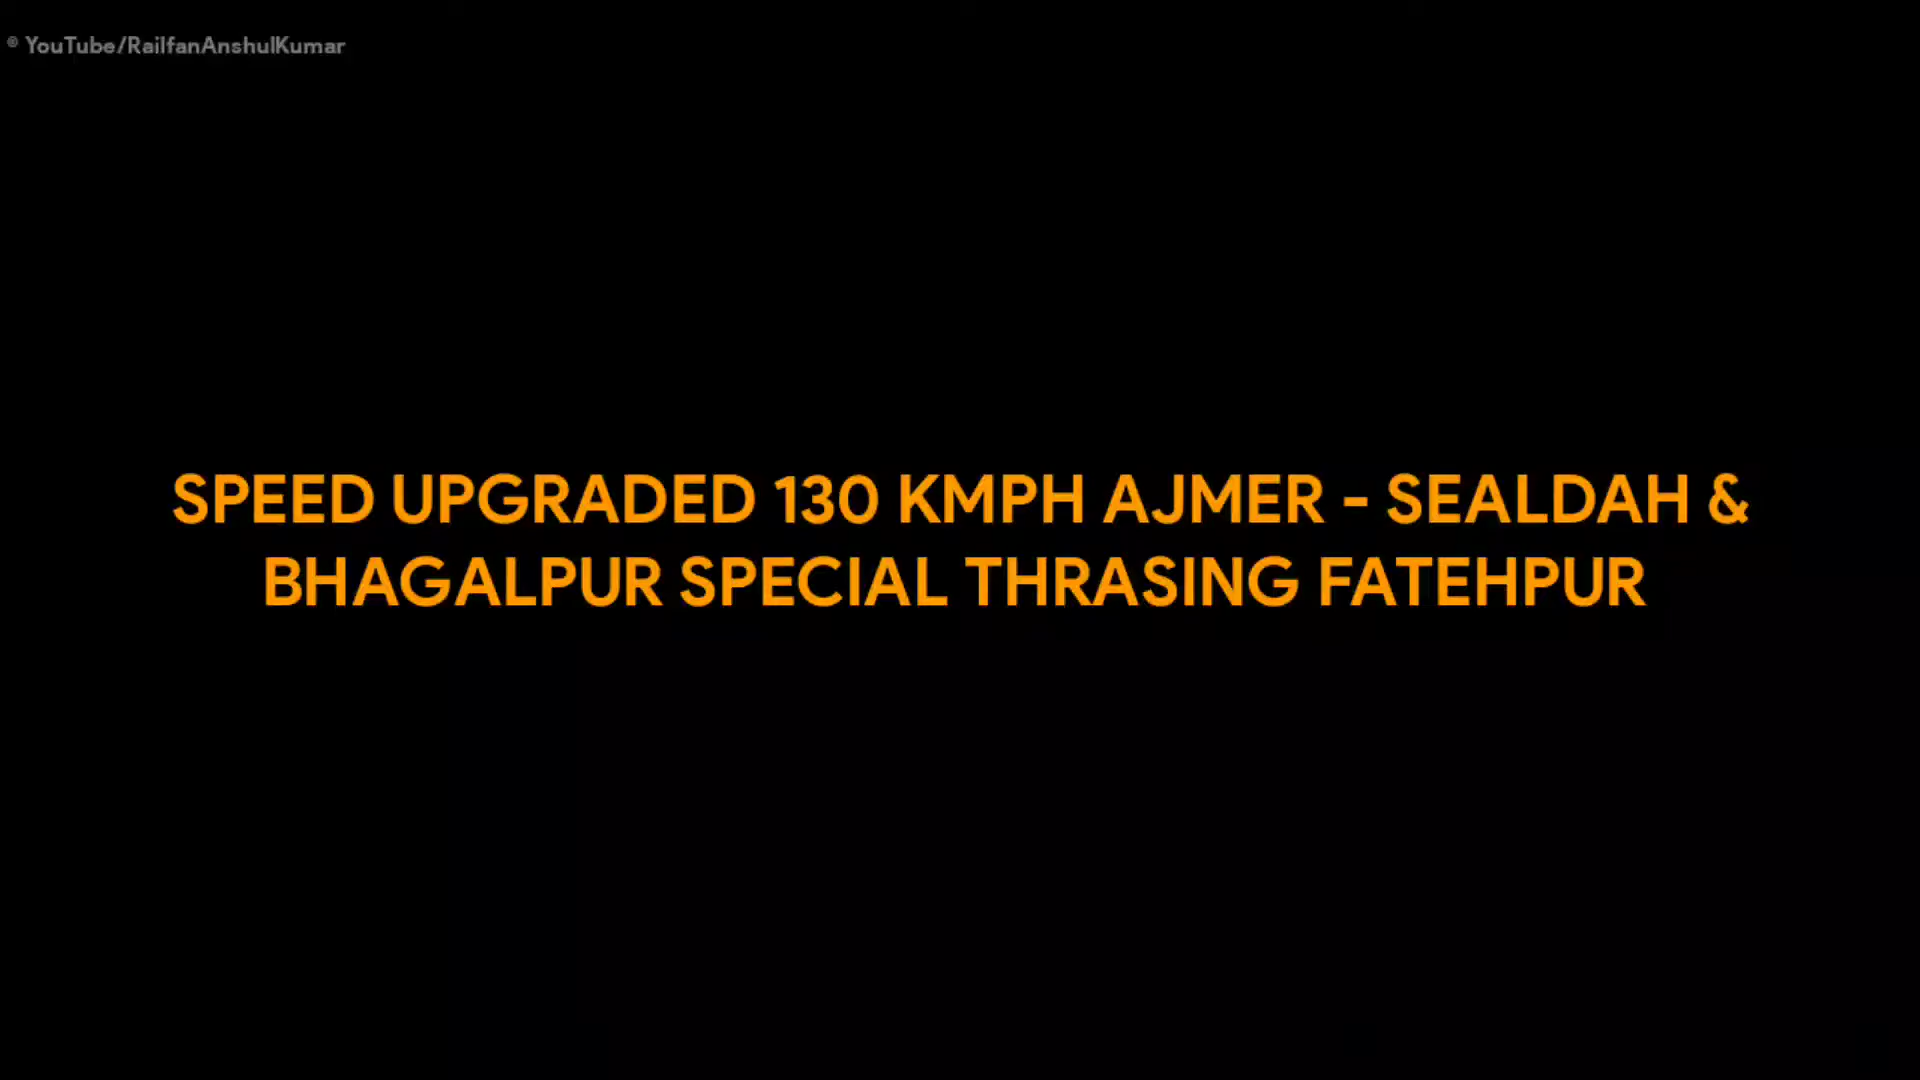 © YouTube/RailfanAnshulKumar
SPEED UPGRADED 130 KMPH AJMER - SEALDAH &
BHAGALPUR SPECIAL THRASING FATEHPUR